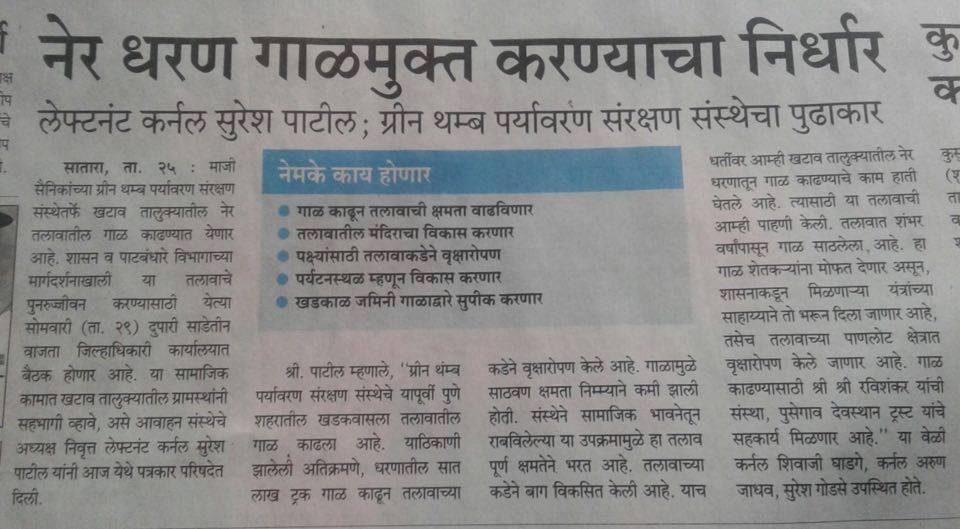 नेर धरण गाळमुक्त करण्याचा निर्धार
लेफ्टनंट कर्नल सुरेश पाटील; ग्रीन थम्ब पर्यावरण संरक्षण संस्थेचा पुढाकार
सातारा, ता. २५ : माजी
सैनिकांच्या ग्रीन थम्ब पर्यावरण संरक्षण
संस्थेतर्फे खटाव तालुक्यातील नेर
तलावातील गाळ काढण्यात येणार
आहे. शासन व पाटबंधारे विभागाच्या
मार्गदर्शनाखाली या तलावाचे
पुनरुज्जीवन करण्यासाठी येत्या
सोमवारी (ता. २९) दुपारी साडेतीन
वाजता जिल्हाधिकारी कार्यालयात
बैठक होणार आहे. या सामाजिक
कामात खटाव तालुक्यातील ग्रामस्थांनी
सहभागी व्हावे, असे आवाहन संस्थेचे
अध्यक्ष निवृत्त लेफ्टनंट कर्नल सुरेश
पाटील यांनी आज येथे पत्रकार परिषदेत
दिली.
नेमके काय होणार
● गाळ काढून तलावाची क्षमता वाढविणार
● तलावातील मंदिराचा विकास करणार
● पक्ष्यांसाठी तलावाकडेने वृक्षारोपण
● पर्यटनस्थळ म्हणून विकास करणार
● खडकाळ जमिनी गाळाद्वारे सुपीक करणार
श्री. पाटील म्हणाले, ‘‘ग्रीन थंम्ब
पर्यावरण संरक्षण संस्थेचे यापूर्वी पुणे
शहरातील खडकवासला तलावातील
गाळ काढला आहे. याठिकाणी
झालेली अतिक्रमणे, धरणातील सात
लाख ट्रक गाळ काढून तलावाच्या
कडेने वृक्षारोपण केले आहे. गाळामुळे
साठवण क्षमता निम्म्याने कमी झाली
होती. संस्थेने सामाजिक भावनेतून
राबविलेल्या या उपक्रमामुळे हा तलाव
पूर्ण क्षमतेने भरत आहे. तलावाच्या
कडेने बाग विकसित केली आहे. याच
धर्तीवर आम्ही खटाव तालुक्यातील नेर
धरणातून गाळ काढण्याचे काम हाती
घेतले आहे. त्यासाठी या तलावाची
आम्ही पाहणी केली. तलावात शंभर
वर्षांपासून गाळ साठलेला आहे. हा
गाळ शेतकऱ्यांना मोफत देणार असून,
शासनाकडून मिळणाऱ्या यंत्रांच्या
साहाय्याने तो भरून दिला जाणार आहे,
तसेच तलावाच्या पाणलोट क्षेत्रात
वृक्षारोपण केले जाणार आहे. गाळ
काढण्यासाठी श्री श्री रविशंकर यांची
संस्था, पुसेगाव देवस्थान ट्रस्ट यांचे
सहकार्य मिळणार आहे.’’ या वेळी
कर्नल शिवाजी घाडगे, कर्नल अरुण
जाधव, सुरेश गोडसे उपस्थित होते.